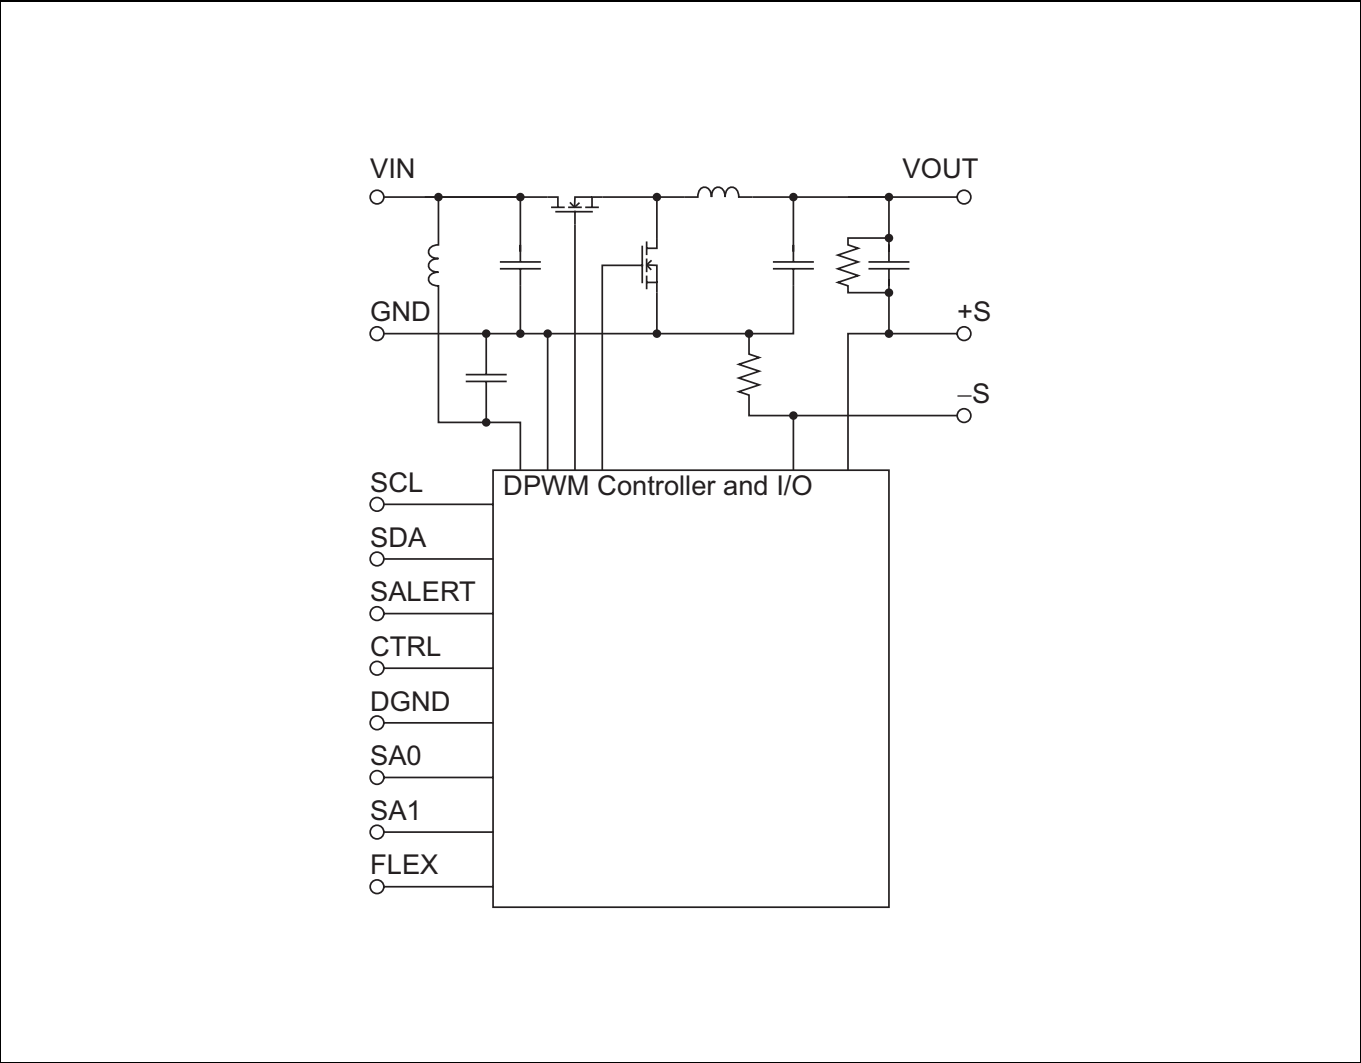 VIN
VOUT
GND
+S
–S
SCL
DPWM Controller and I/O
SDA
SALERT
CTRL
DGND
SA0
SA1
FLEX